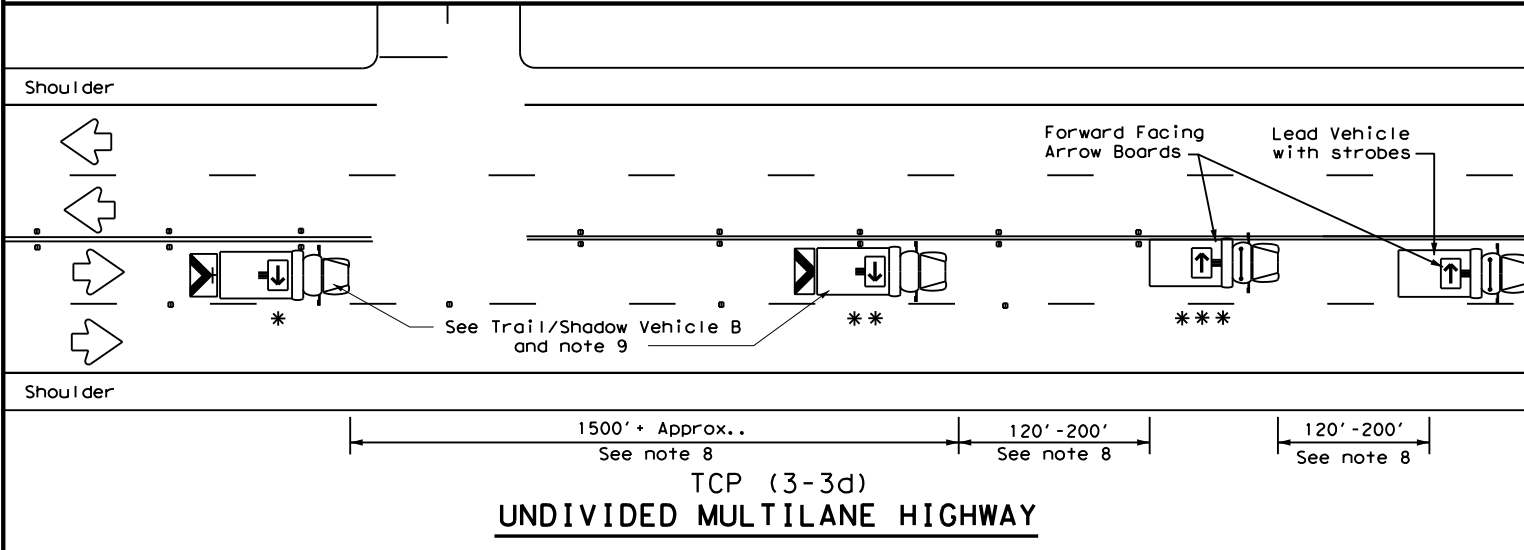 Shoulder
Forward Facing
Arrow Boards
Lead Vehicle
with strobes
*
* *
* * *
See Trail/Shadow Vehicle B
and note 9
Shoulder
1500'+ Approx..
See note 8
120'-200'
See note 8
120'-200'
See note 8
TCP (3-3d)
UNDIVIDED MULTILANE HIGHWAY